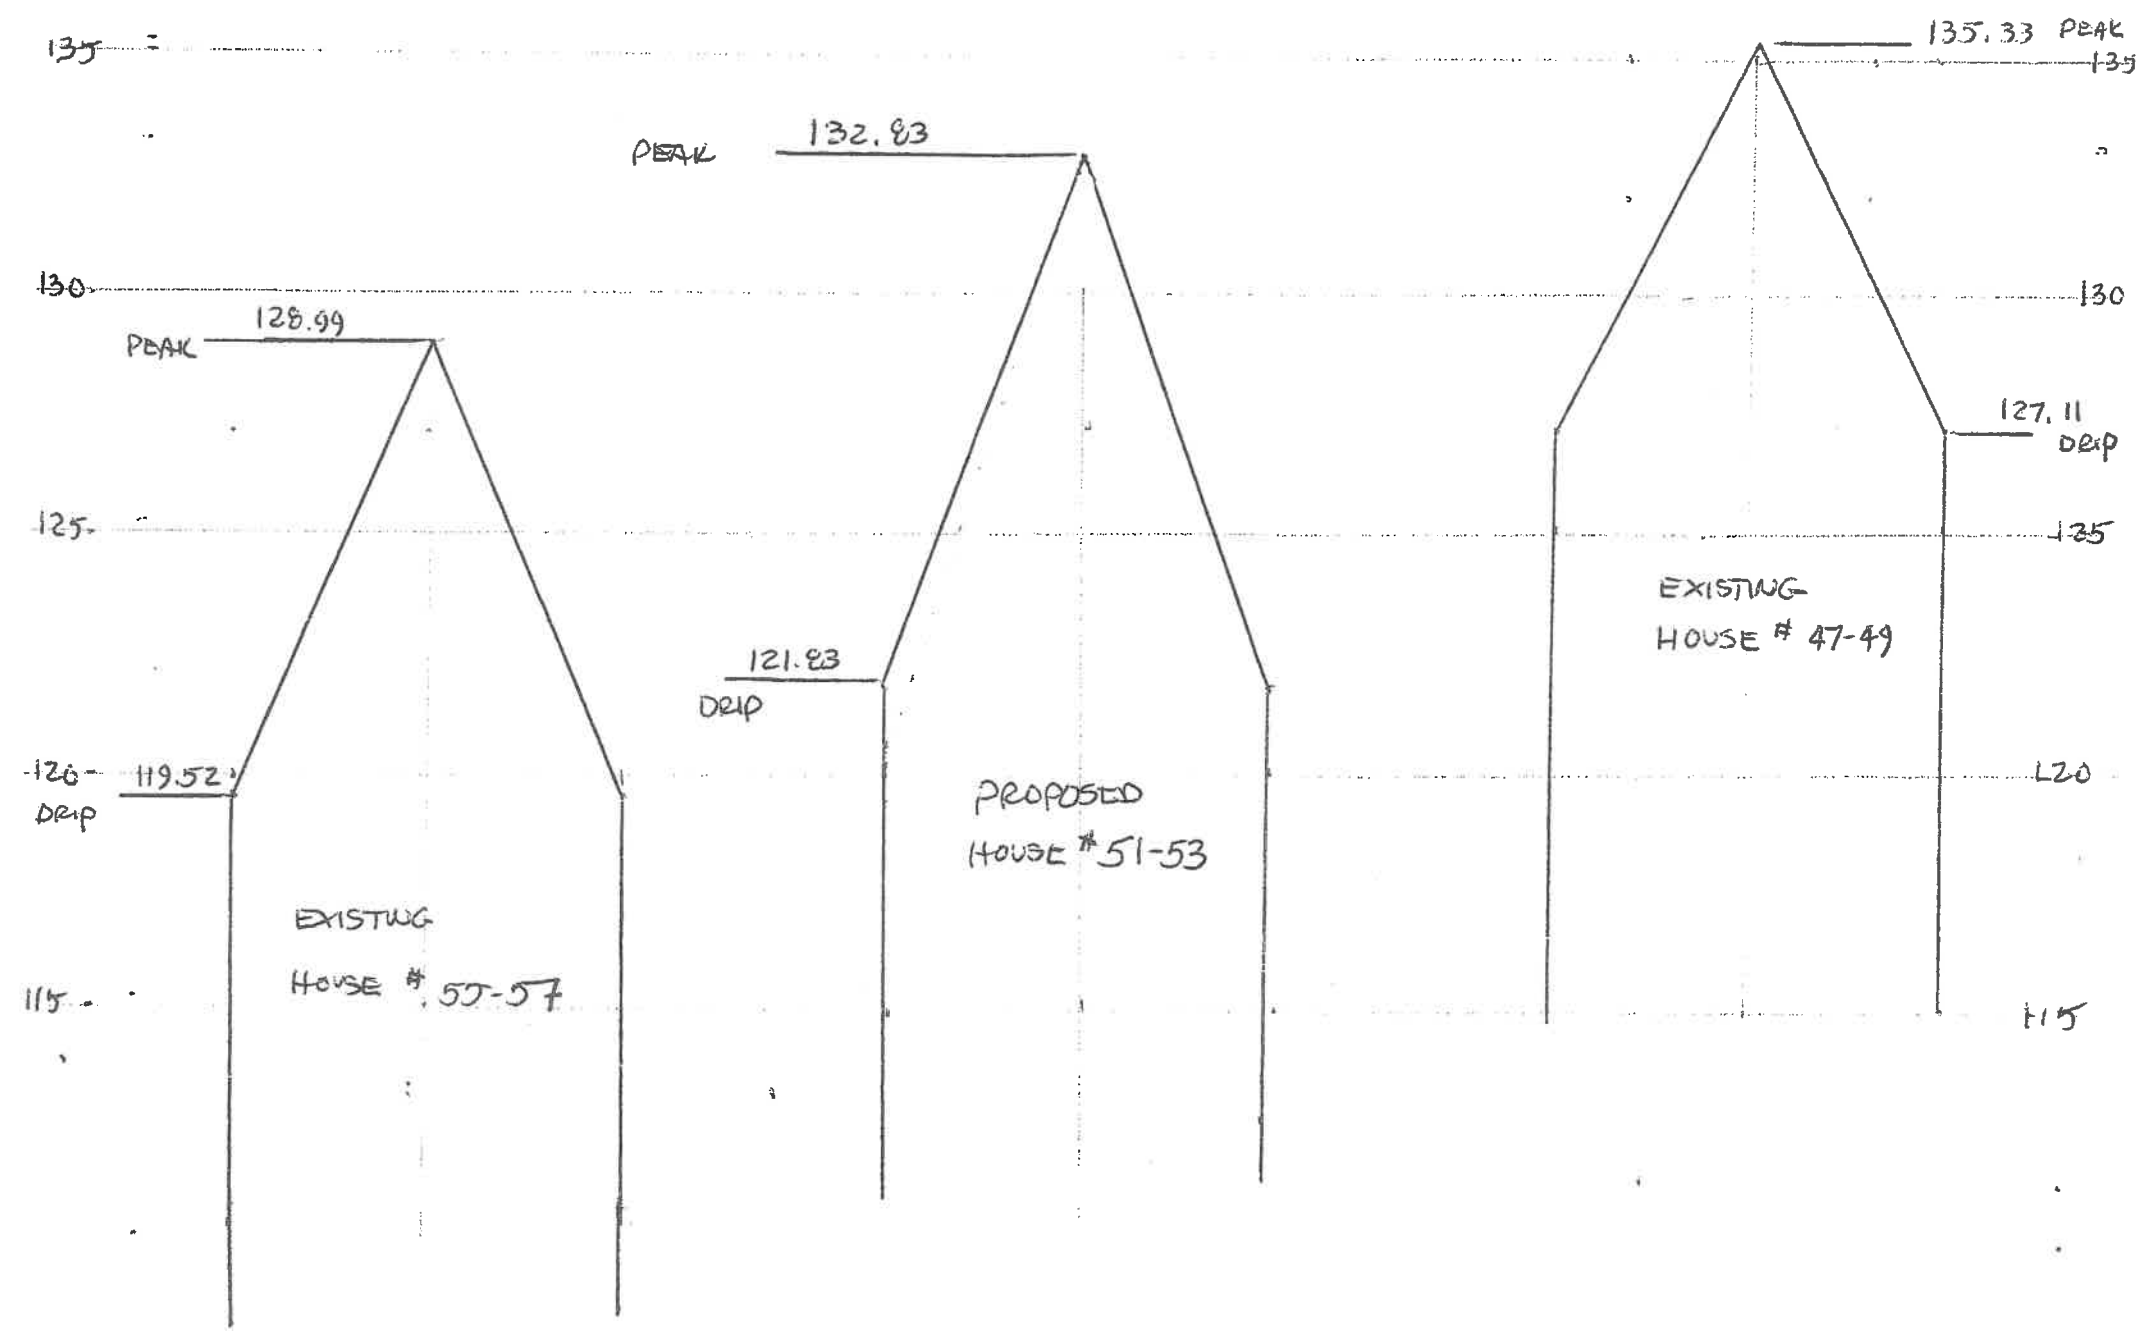 135
135.33 PEAK
135
132.83
PEAK
130
130
128.99
PEAK
127.11
DRIP
125
125
EXISTING
HOUSE # 47-49
121.83
DRIP
120
119.52
DRIP
120
PROPOSED
HOUSE # 51-53
EXISTING
HOUSE # 55-57
115
115